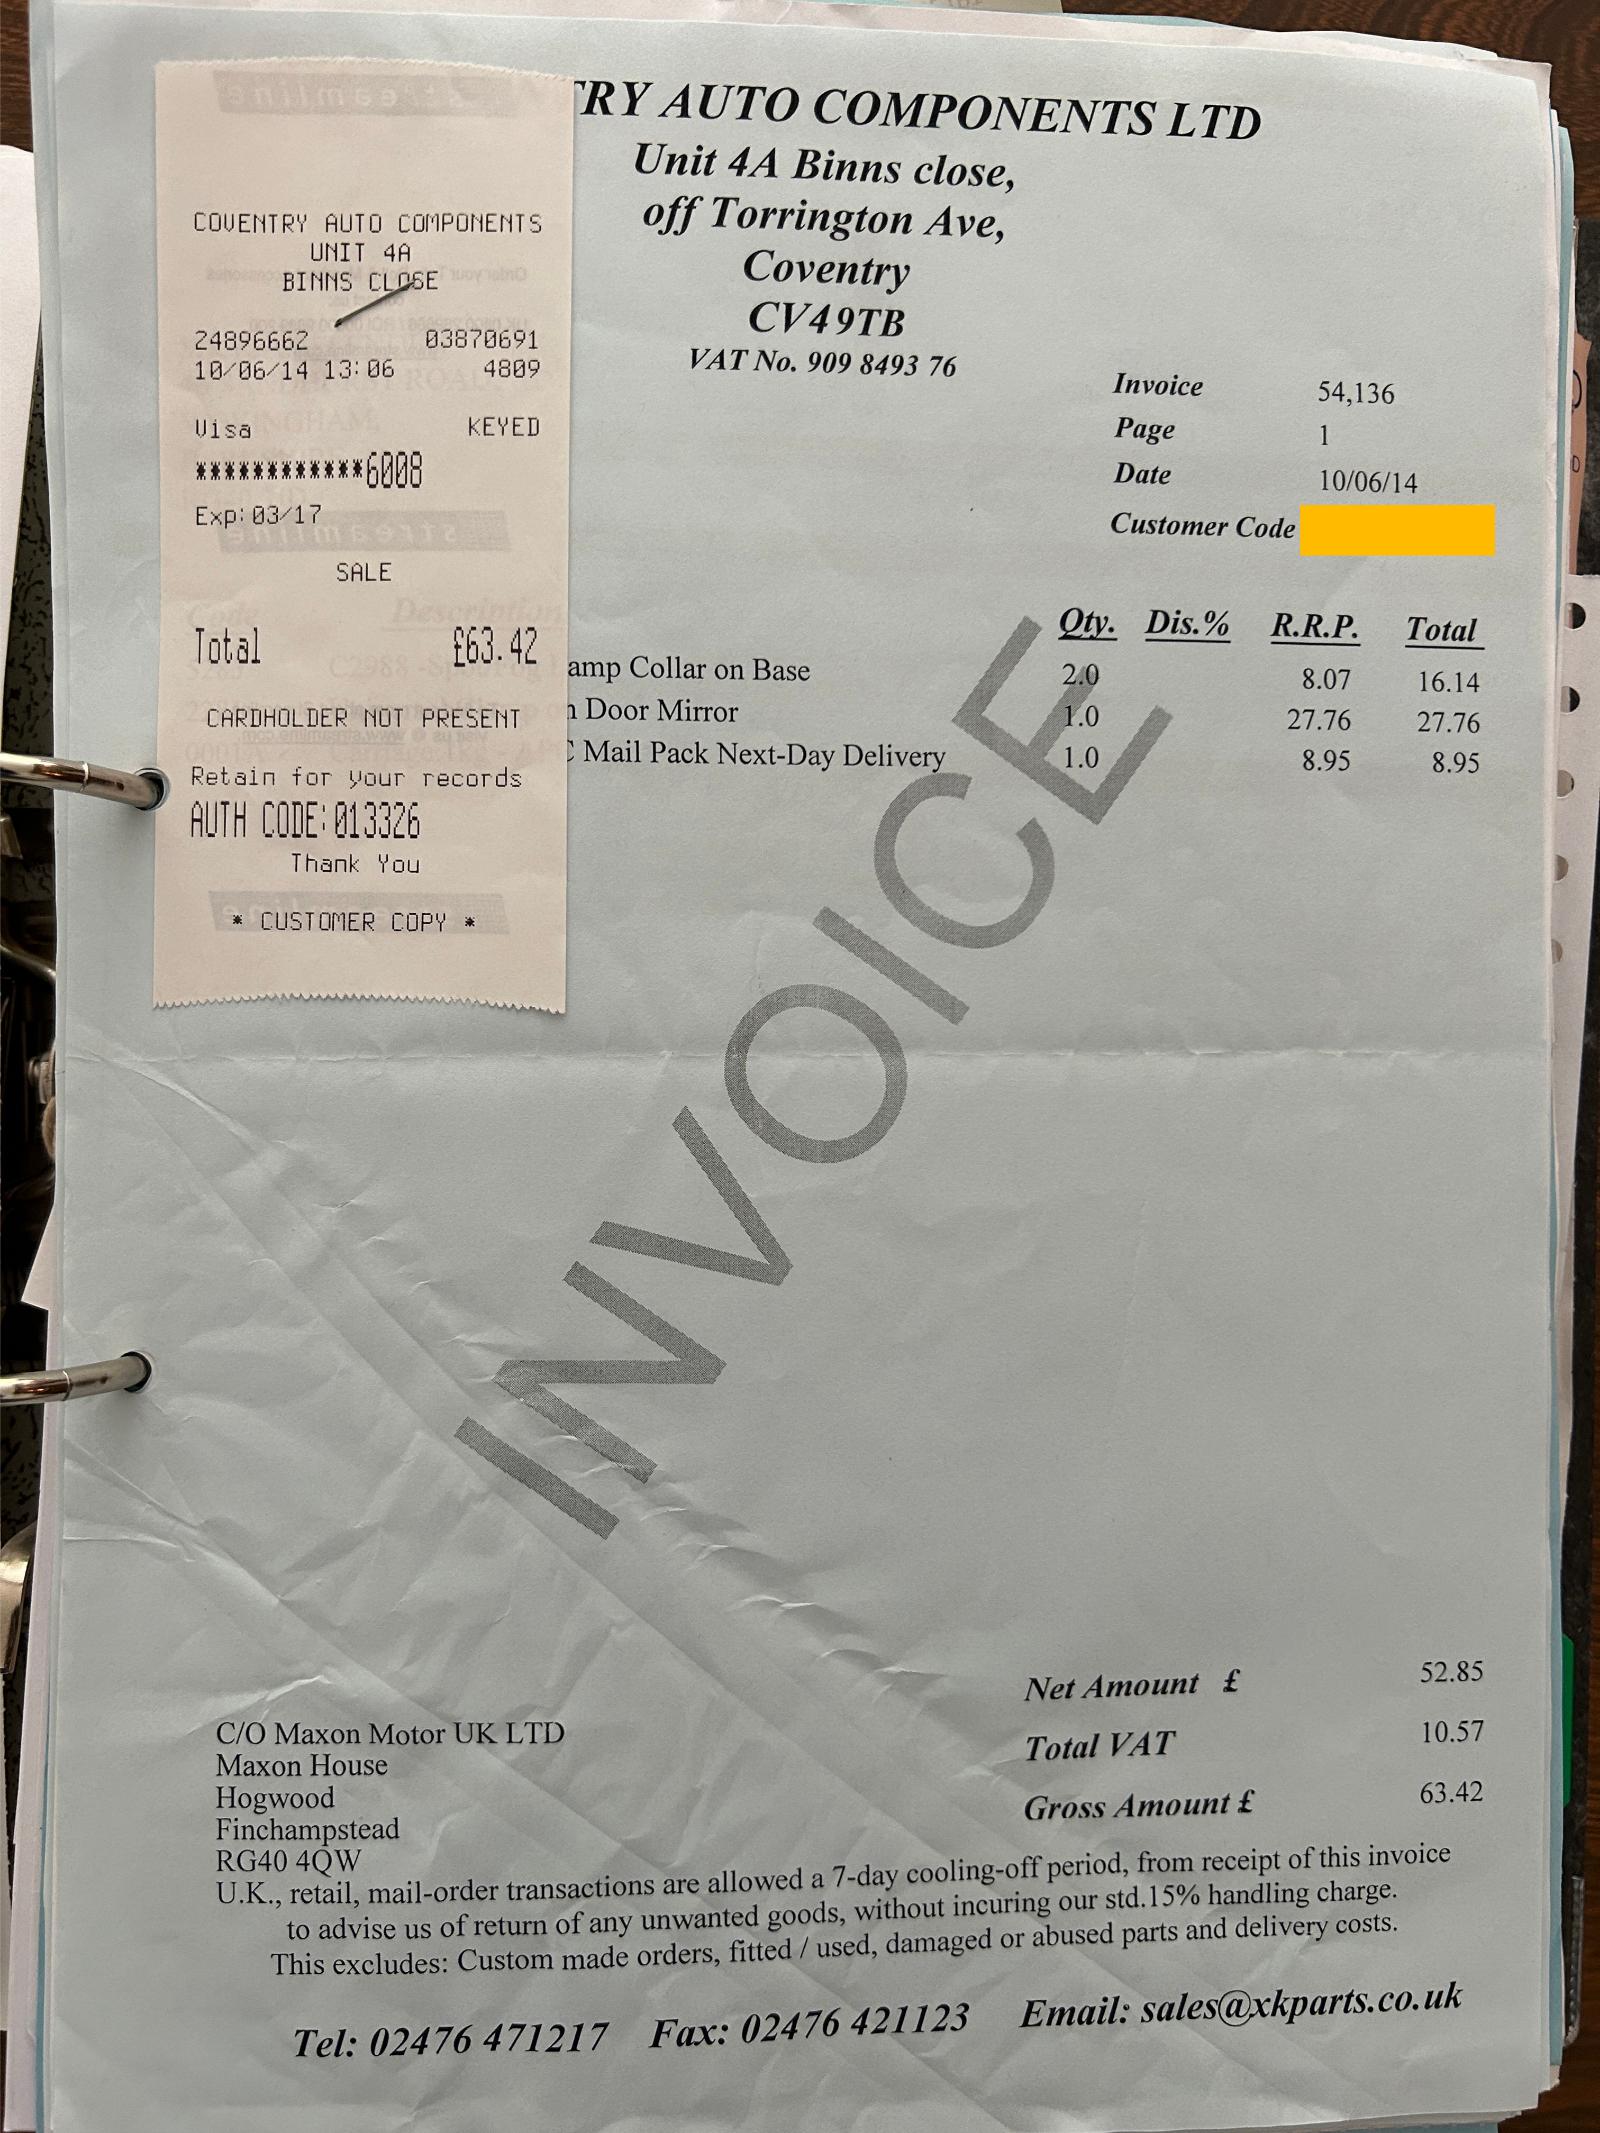 COVENTRY AUTO COMPONENTS
UNIT 4A
BINNS CLOSE
24896662 03870691
10/06/14 13:06 4809
Visa KEYED
************6008
Exp:03/17
SALE
Total £63.42
CARDHOLDER NOT PRESENT
Retain for your records
AUTH CODE:013326
Thank You
* CUSTOMER COPY *
TRY AUTO COMPONENTS LTD
Unit 4A Binns close,
off Torrington Ave,
Coventry
CV4 9TB
VAT No. 909 8493 76
Invoice 54,136
Page 1
Date 10/06/14
Customer Code
Code Description Qty. Dis.% R.R.P. Total
amp Collar on Base 2.0 8.07 16.14
Door Mirror 1.0 27.76 27.76
Mail Pack Next-Day Delivery 1.0 8.95 8.95
INVOICE
Net Amount £ 52.85
Total VAT 10.57
Gross Amount £ 63.42
C/O Maxon Motor UK LTD
Maxon House
Hogwood
Finchampstead
RG40 4QW
U.K., retail, mail-order transactions are allowed a 7-day cooling-off period, from receipt of this invoice
to advise us of return of any unwanted goods, without incuring our std.15% handling charge.
This excludes: Custom made orders, fitted / used, damaged or abused parts and delivery costs.
Tel: 02476 471217 Fax: 02476 421123 Email: sales@xkparts.co.uk